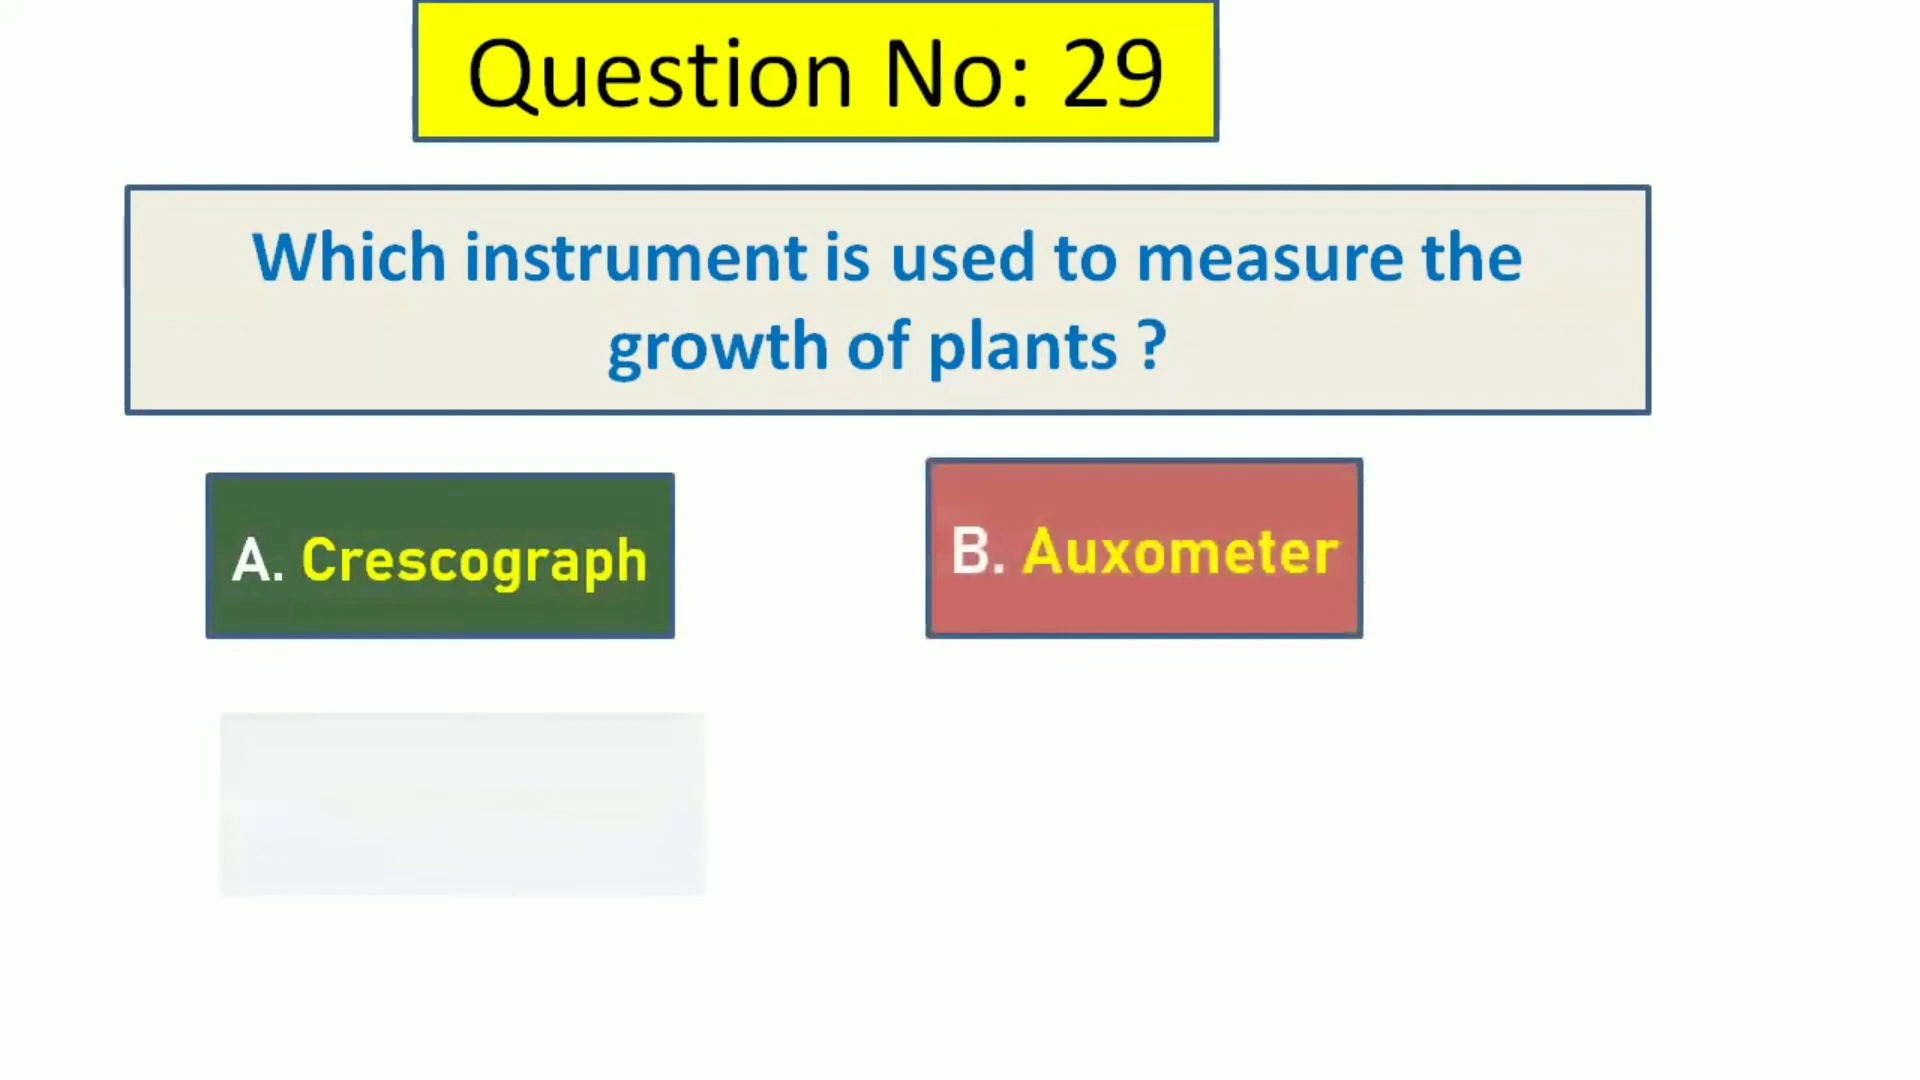 Question No: 29
Which instrument is used to measure the
growth of plants ?
A. Crescograph
B. Auxometer